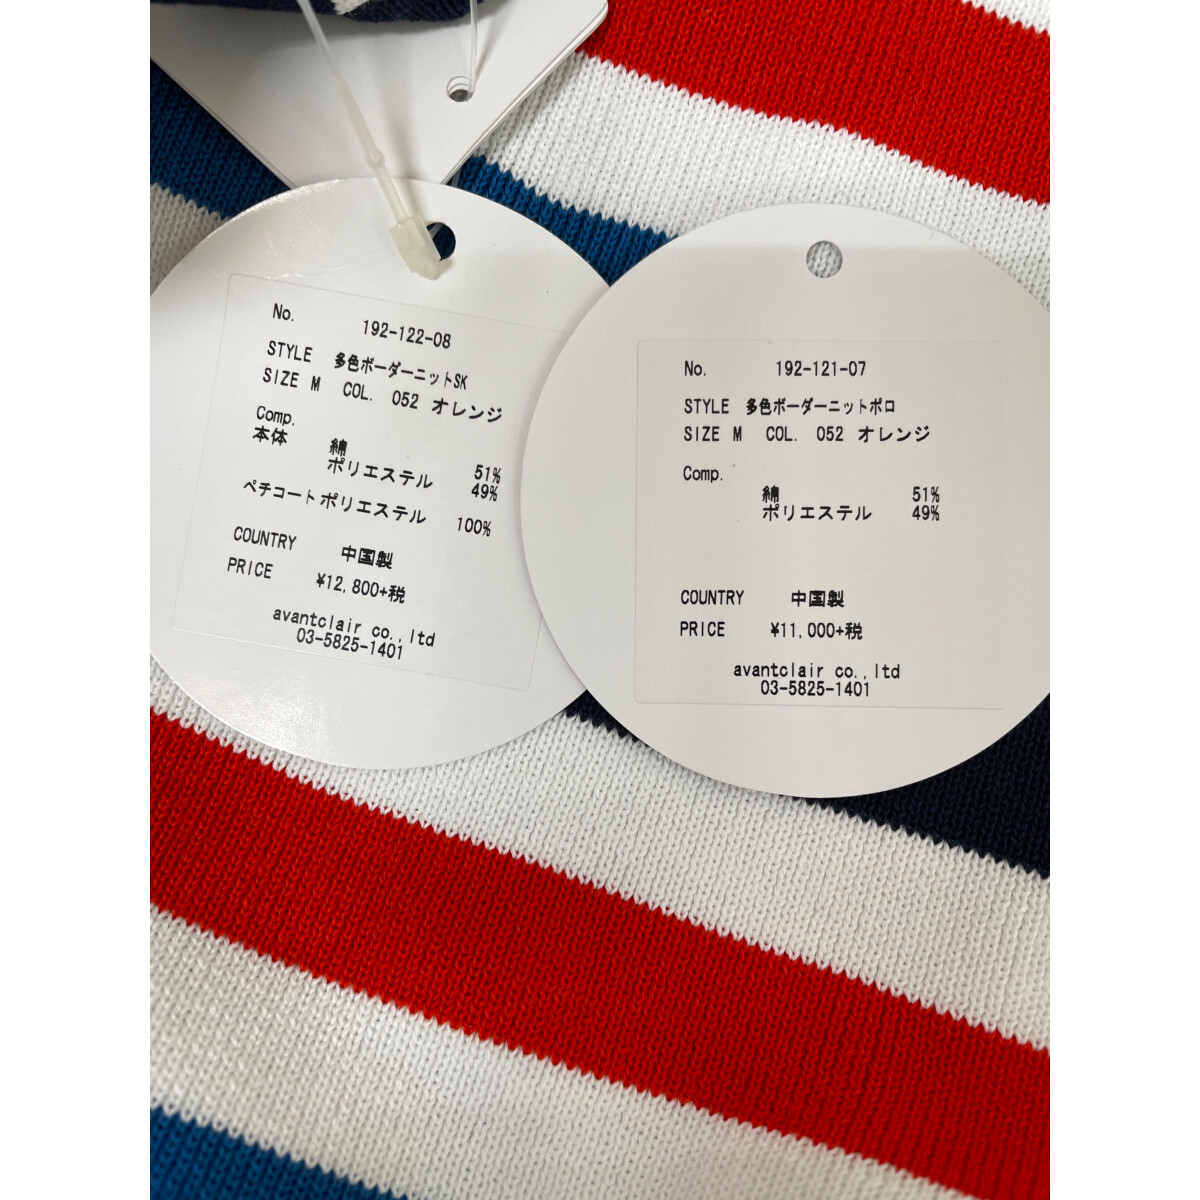 No. 192-122-08
STYLE 多色ボーダーニットSK
SIZE M COL. 052 オレンジ
Comp.
本体 綿 51%
ポリエステル 49%
ペチコート ポリエステル 100%
COUNTRY 中国製
PRICE ¥12,800+税
avantclair co.,ltd
03-5825-1401
No. 192-121-07
STYLE 多色ボーダーニットポロ
SIZE M COL. 052 オレンジ
Comp.
綿 51%
ポリエステル 49%
COUNTRY 中国製
PRICE ¥11,000+税
avantclair co.,ltd
03-5825-1401